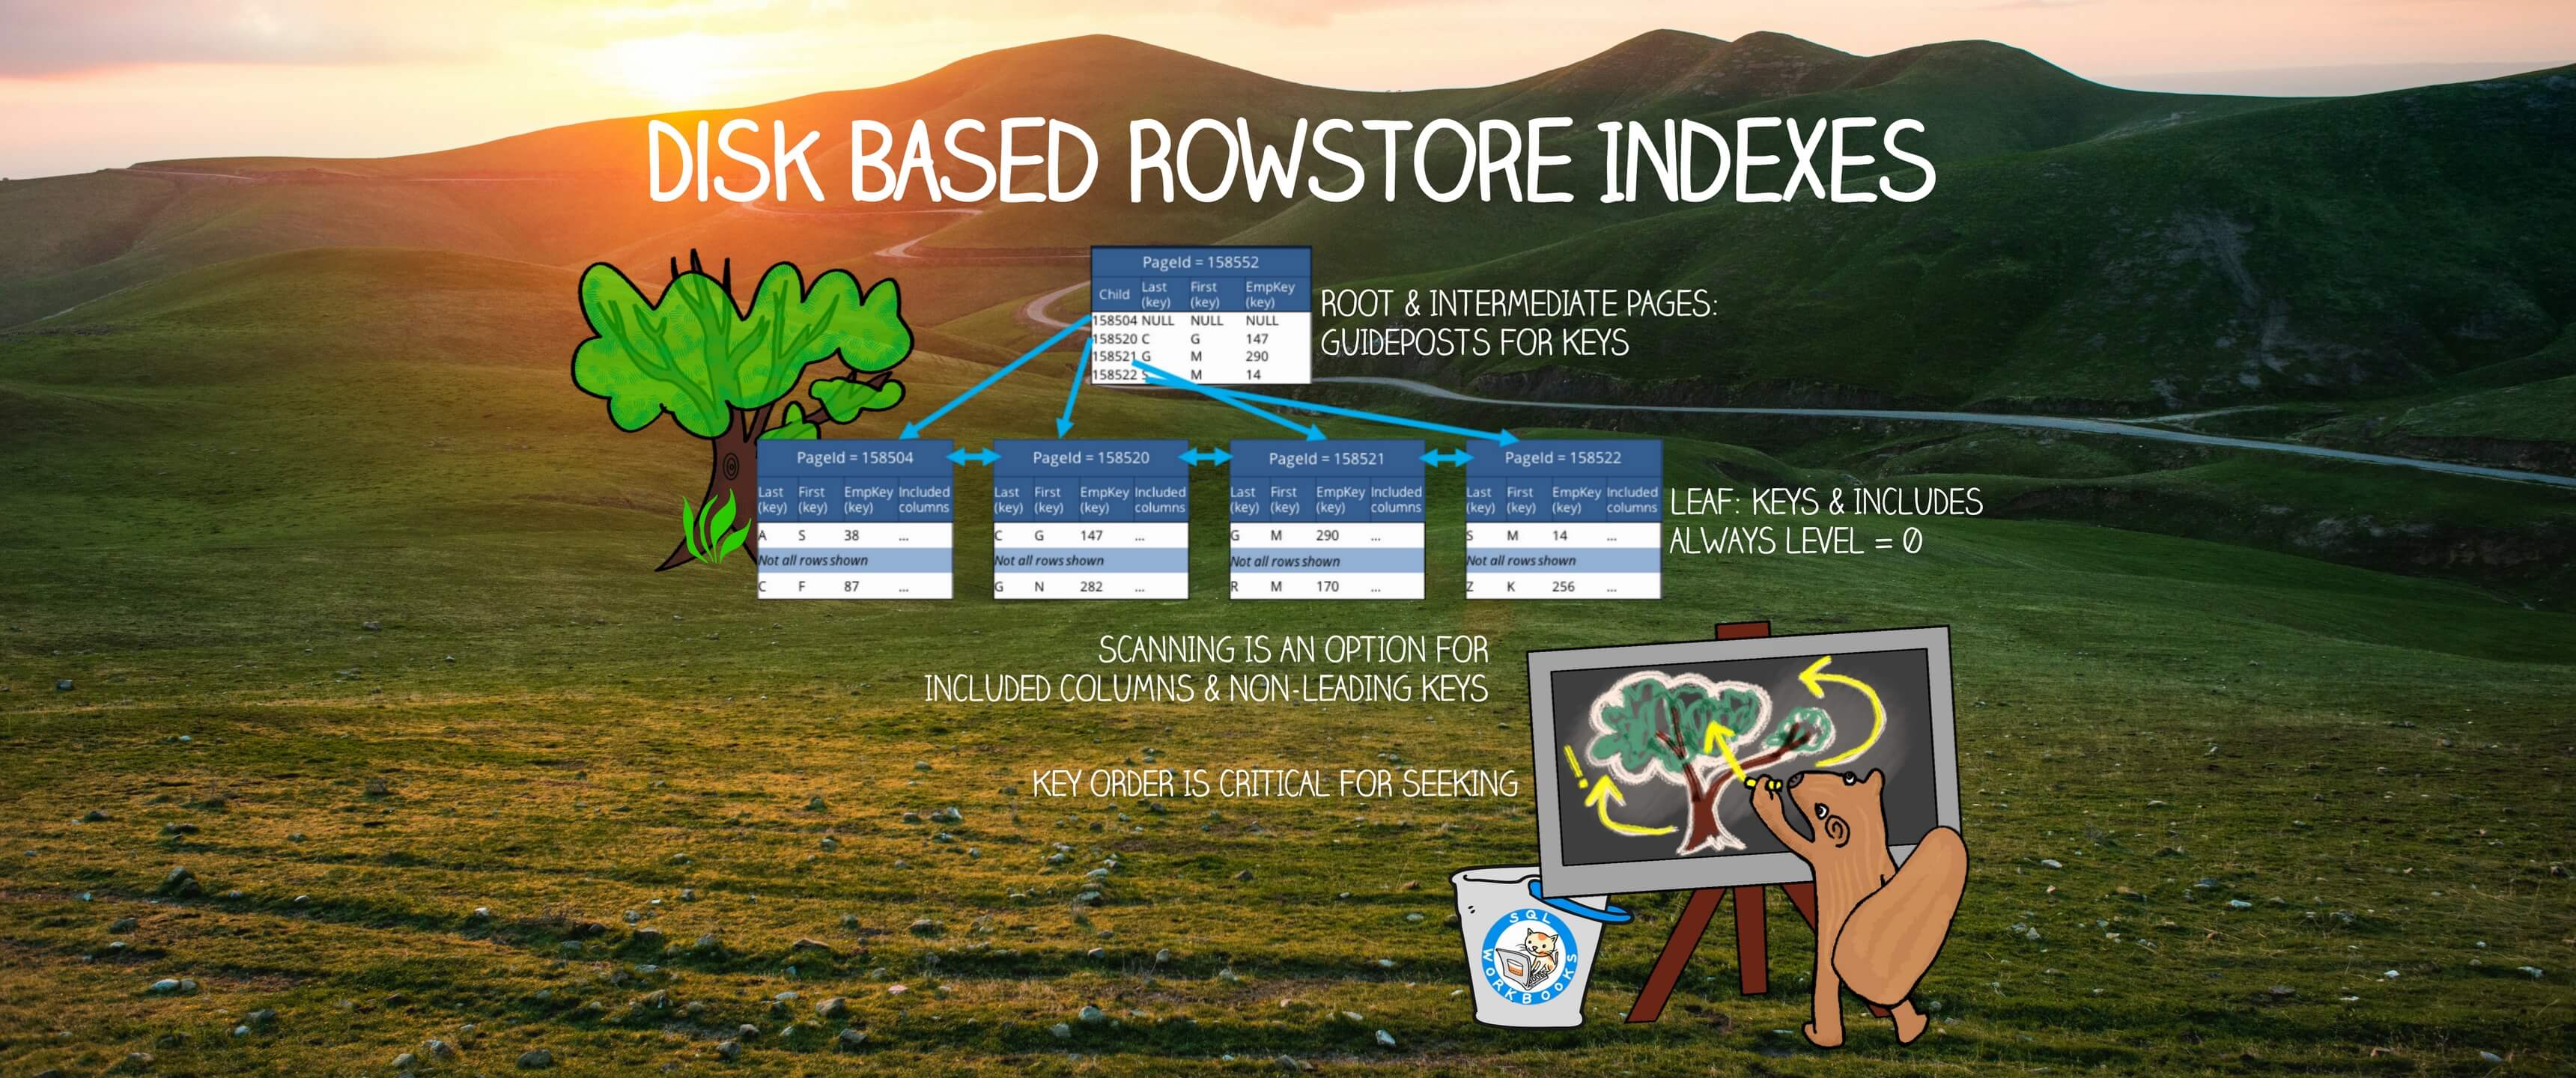 DISK BASED ROWSTORE INDEXES
PageId = 158552
Child Last (key) First (key) EmpKey (key)
158504 NULL NULL NULL
158520 C G 147
158521 G M 290
158522 S M 14
ROOT & INTERMEDIATE PAGES:
GUIDEPOSTS FOR KEYS
PageId = 158504
Last (key) First (key) EmpKey (key) Included columns
A S 38 ...
Not all rows shown
C F 87 ...
PageId = 158520
Last (key) First (key) EmpKey (key) Included columns
C G 147 ...
Not all rows shown
G N 282 ...
PageId = 158521
Last (key) First (key) EmpKey (key) Included columns
G M 290 ...
Not all rows shown
R M 170 ...
PageId = 158522
Last (key) First (key) EmpKey (key) Included columns
S M 14 ...
Not all rows shown
Z K 256 ...
LEAF: KEYS & INCLUDES
ALWAYS LEVEL = 0
SCANNING IS AN OPTION FOR
INCLUDED COLUMNS & NON-LEADING KEYS
KEY ORDER IS CRITICAL FOR SEEKING
SQL
WORKBOOKS